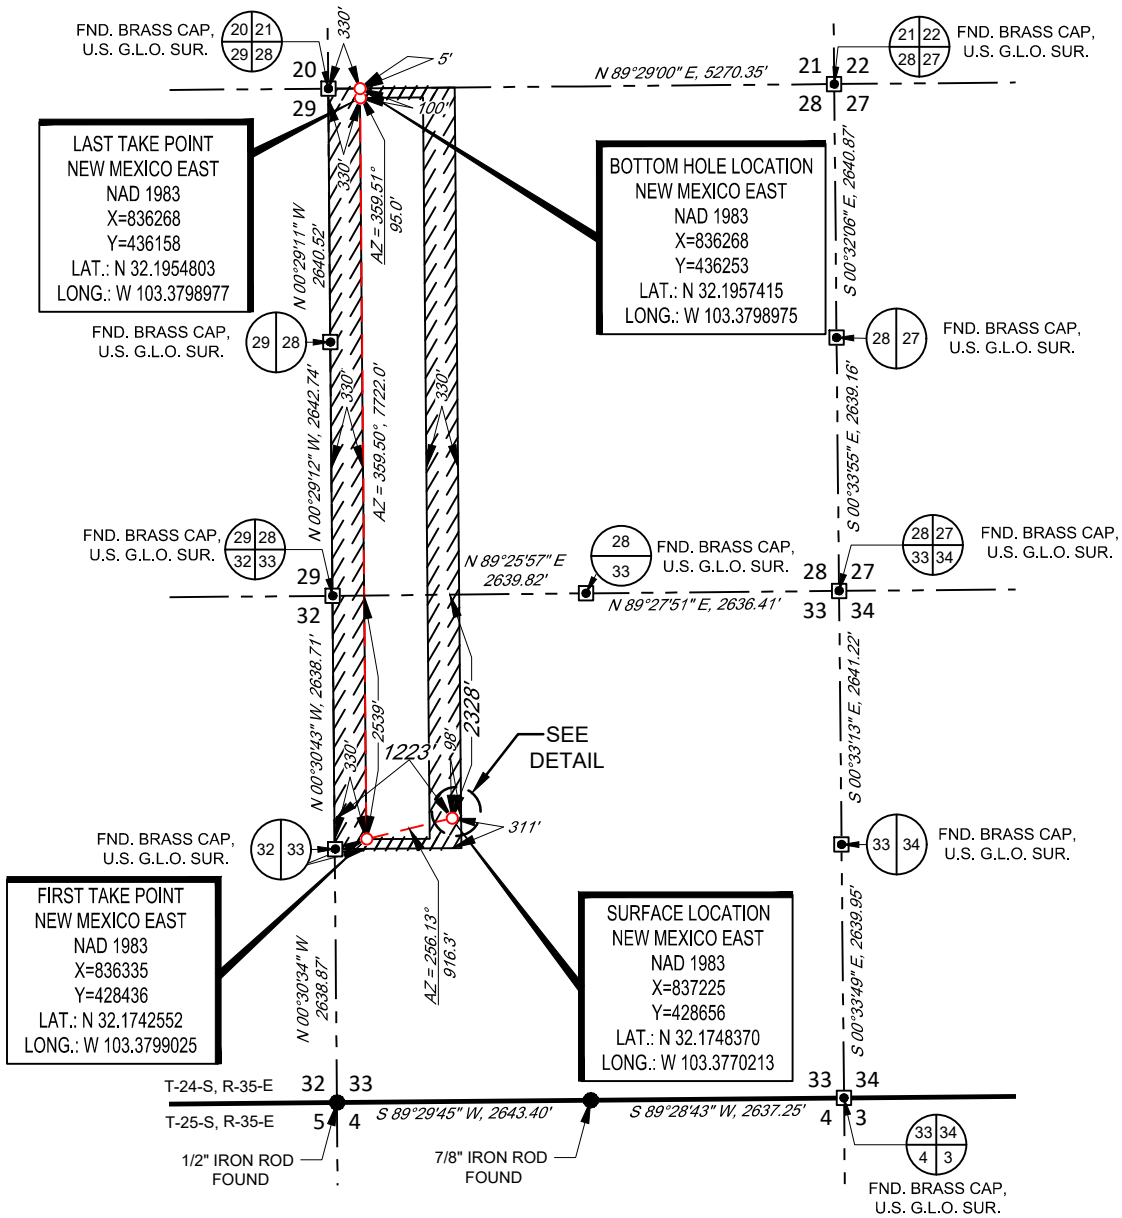 FND. BRASS CAP,
U.S. G.L.O. SUR.
20 21
29 28
330'
5'
20
29
100'
N 89°29'00" E, 5270.35'
21 22
28 27
21 22
28 27
FND. BRASS CAP,
U.S. G.L.O. SUR.
LAST TAKE POINT
NEW MEXICO EAST
NAD 1983
X=836268
Y=436158
LAT.: N 32.1954803
LONG.: W 103.3798977
330'
AZ = 359.51°
95.0'
BOTTOM HOLE LOCATION
NEW MEXICO EAST
NAD 1983
X=836268
Y=436253
LAT.: N 32.1957415
LONG.: W 103.3798975
S 00°32'06" E, 2640.87'
N 00°29'11" W
2640.52'
FND. BRASS CAP,
U.S. G.L.O. SUR.
29 28
28 27
FND. BRASS CAP,
U.S. G.L.O. SUR.
N 00°29'12" W, 2642.74'
330'
AZ = 359.50°, 7722.0'
330'
S 00°33'55" E, 2639.16'
FND. BRASS CAP,
U.S. G.L.O. SUR.
29 28
32 33
29
32
N 89°25'57" E
2639.82'
28
33
FND. BRASS CAP,
U.S. G.L.O. SUR.
N 89°27'51" E, 2636.41'
28 27
33 34
28 27
33 34
FND. BRASS CAP,
U.S. G.L.O. SUR.
N 00°30'43" W, 2638.71'
330'
2539'
1223'
98'
2328'
SEE
DETAIL
311'
S 00°33'13" E, 2641.22'
FND. BRASS CAP,
U.S. G.L.O. SUR.
32 33
33 34
FND. BRASS CAP,
U.S. G.L.O. SUR.
FIRST TAKE POINT
NEW MEXICO EAST
NAD 1983
X=836335
Y=428436
LAT.: N 32.1742552
LONG.: W 103.3799025
N 00°30'34" W
2638.87'
AZ = 256.13°
916.3'
SURFACE LOCATION
NEW MEXICO EAST
NAD 1983
X=837225
Y=428656
LAT.: N 32.1748370
LONG.: W 103.3770213
S 00°33'49" E, 2639.95'
T-24-S, R-35-E
T-25-S, R-35-E
32 33
5 4
S 89°29'45" W, 2643.40'
S 89°28'43" W, 2637.25'
33 34
4 3
1/2" IRON ROD
FOUND
7/8" IRON ROD
FOUND
33 34
4 3
FND. BRASS CAP,
U.S. G.L.O. SUR.